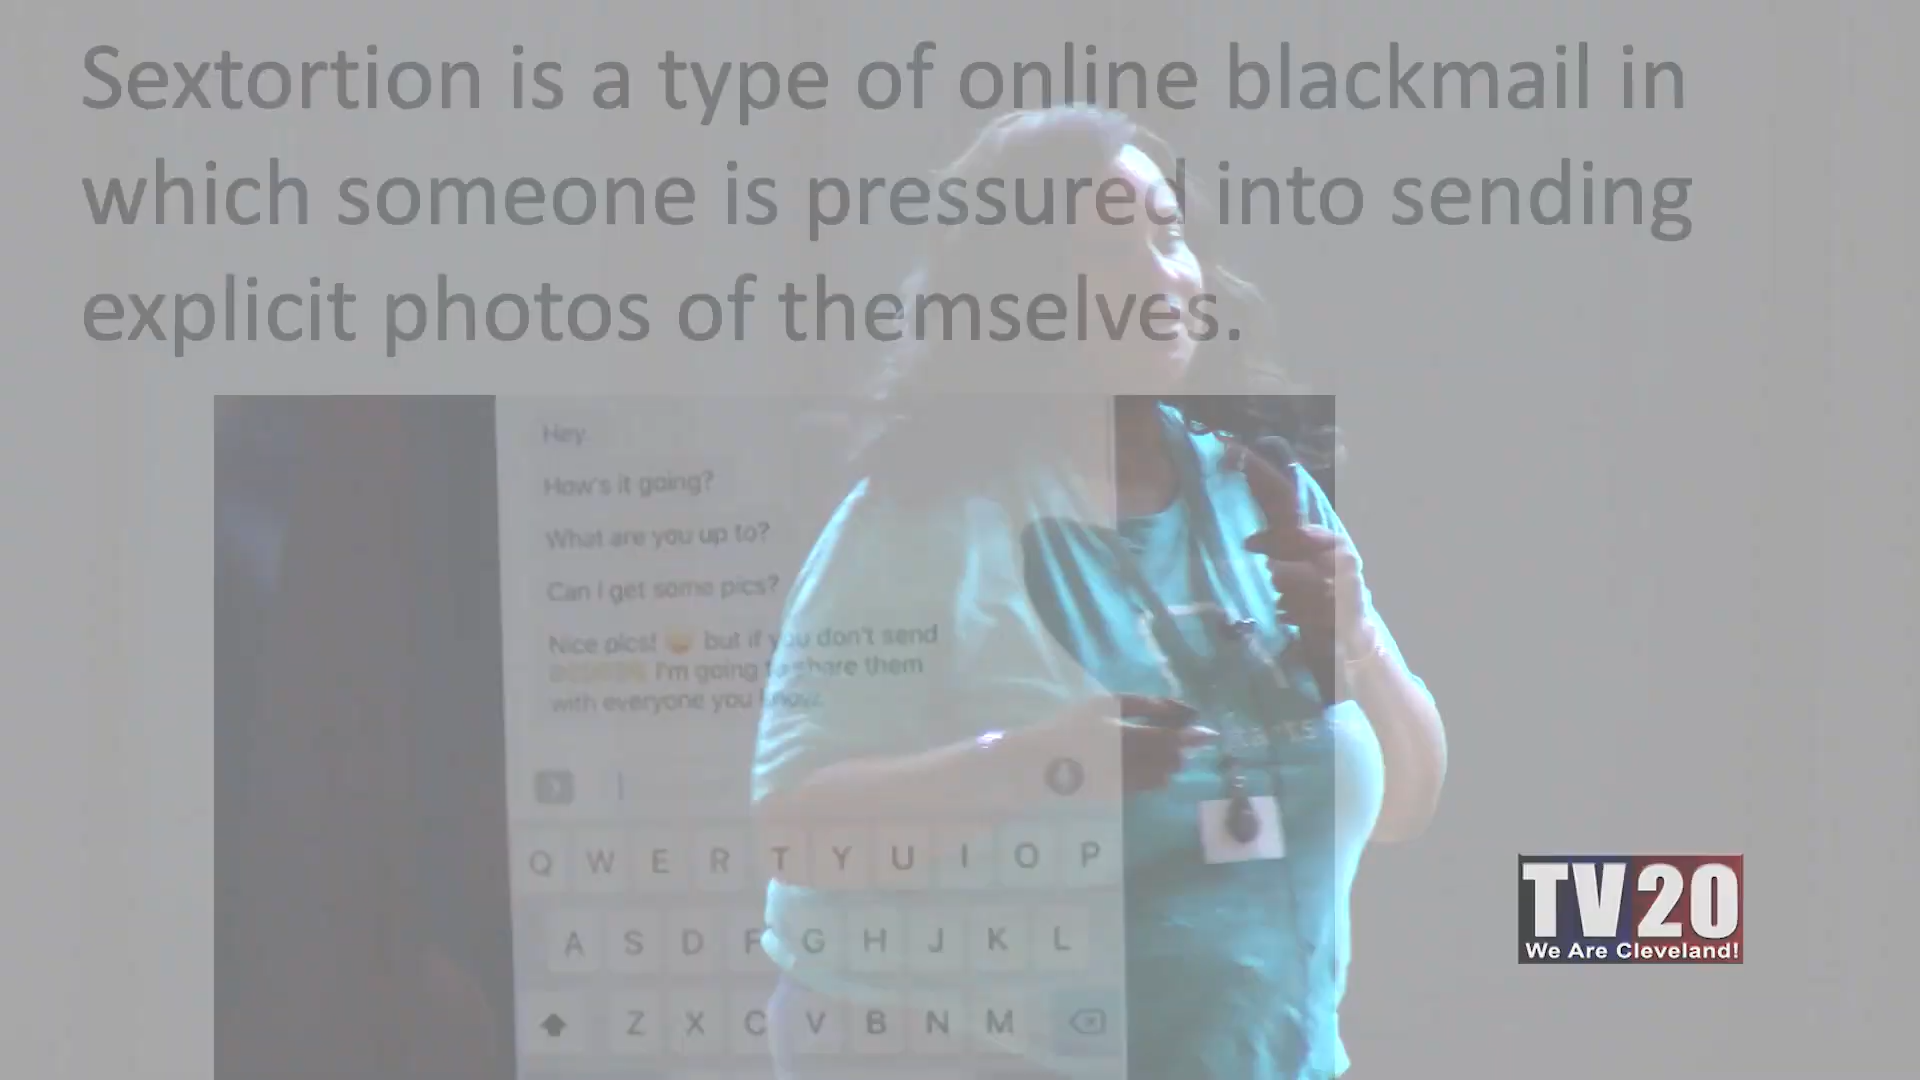 Sextortion is a type of online blackmail in
which someone is pressured into sending
explicit photos of themselves.
Hey.
How's it going?
What are you up to?
Can I get some pics?
Nice pics! 😛 but if you don't send
I'm going to share them
with everyone you know.
Q W E R T Y U I O P
A S D F G H J K L
Z X C V B N M
TV20
We Are Cleveland!